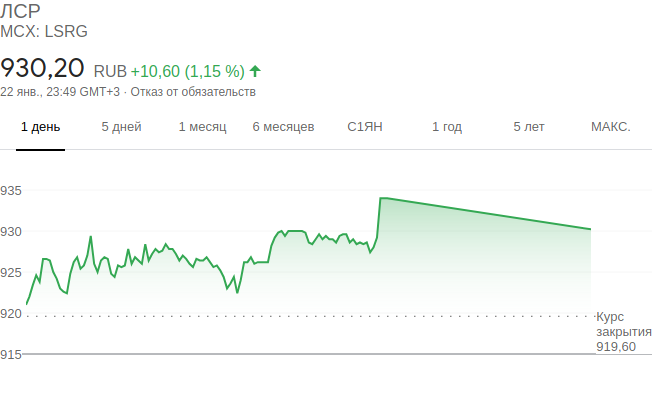 ЛСР
MCX: LSRG
930,20 RUB +10,60 (1,15 %)
22 янв., 23:49 GMT+3 · Отказ от обязательств
1 день 5 дней 1 месяц 6 месяцев С1ЯН 1 год 5 лет МАКС.
935
930
925
920
Курс
закрытия
919,60
915